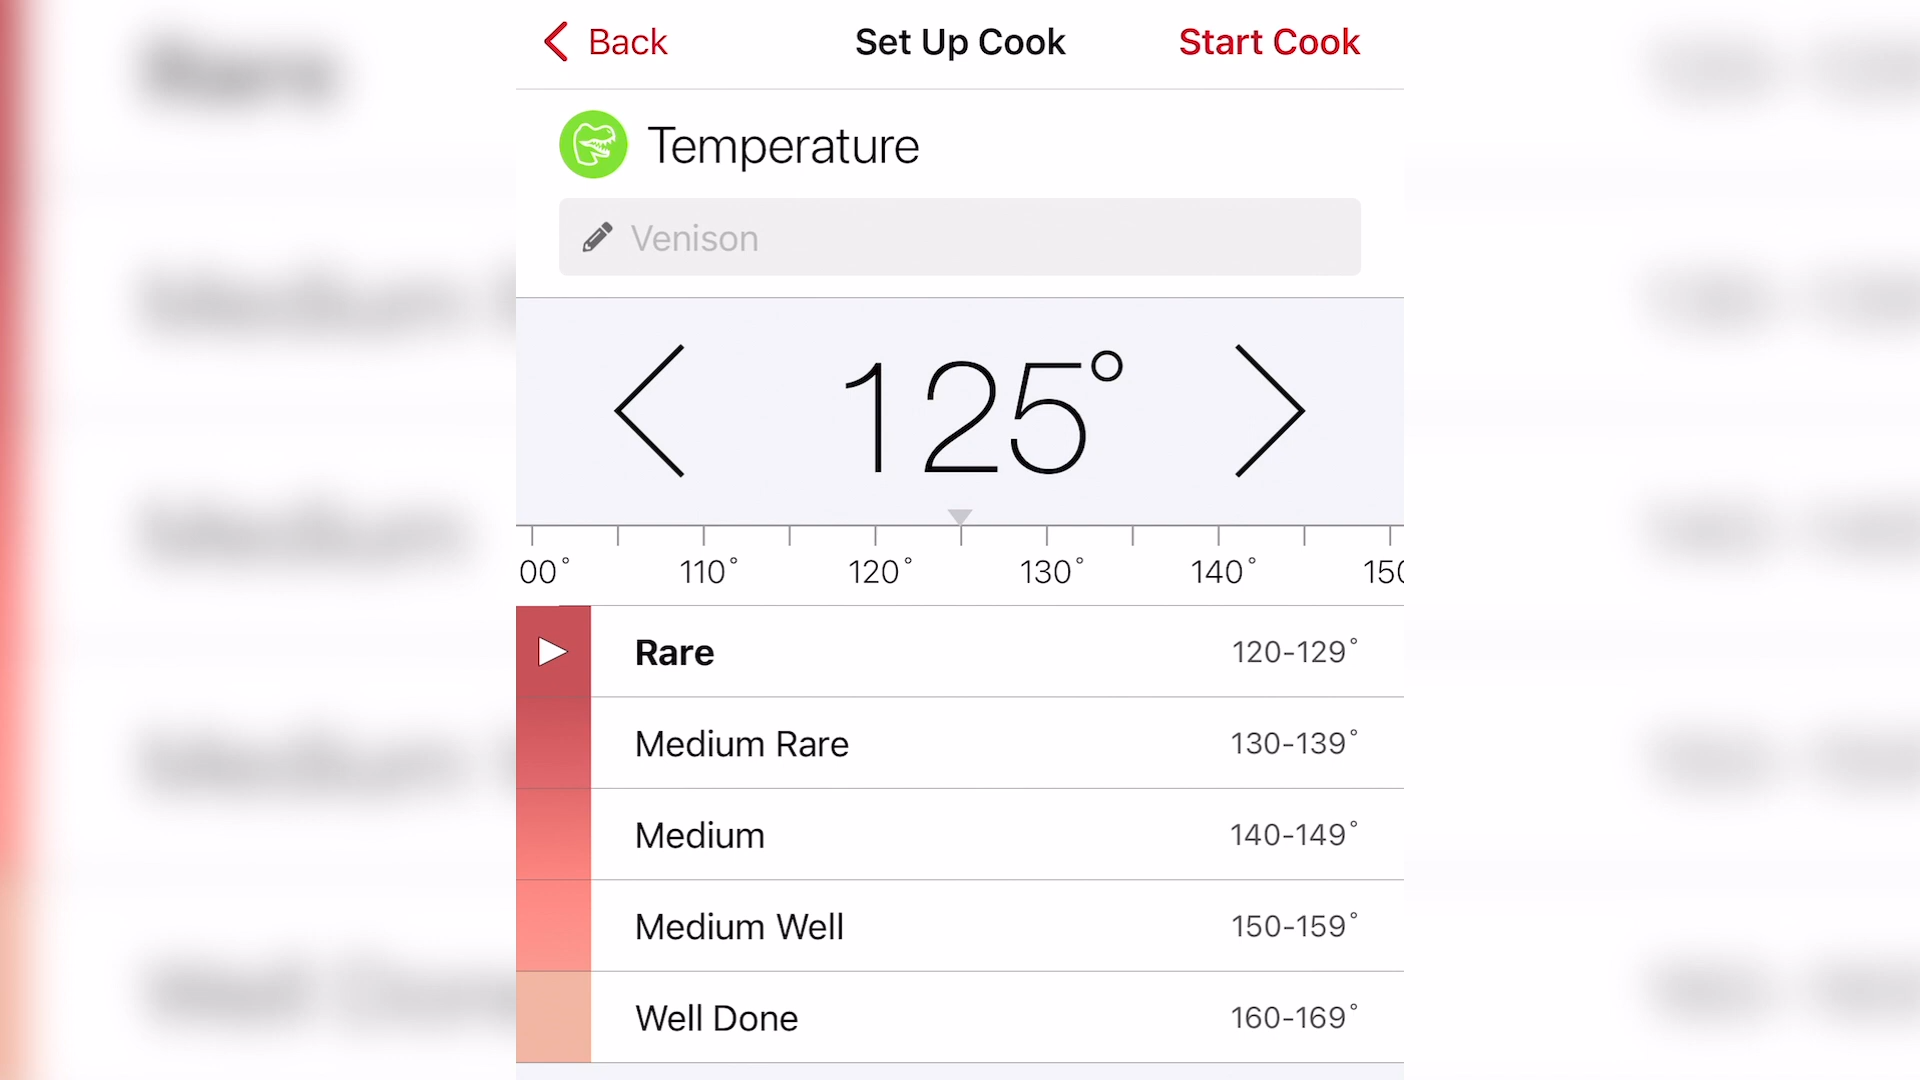 Back
Set Up Cook
Start Cook
Temperature
Venison
125°
00° 110° 120° 130° 140° 150
Rare 120-129°
Medium Rare 130-139°
Medium 140-149°
Medium Well 150-159°
Well Done 160-169°